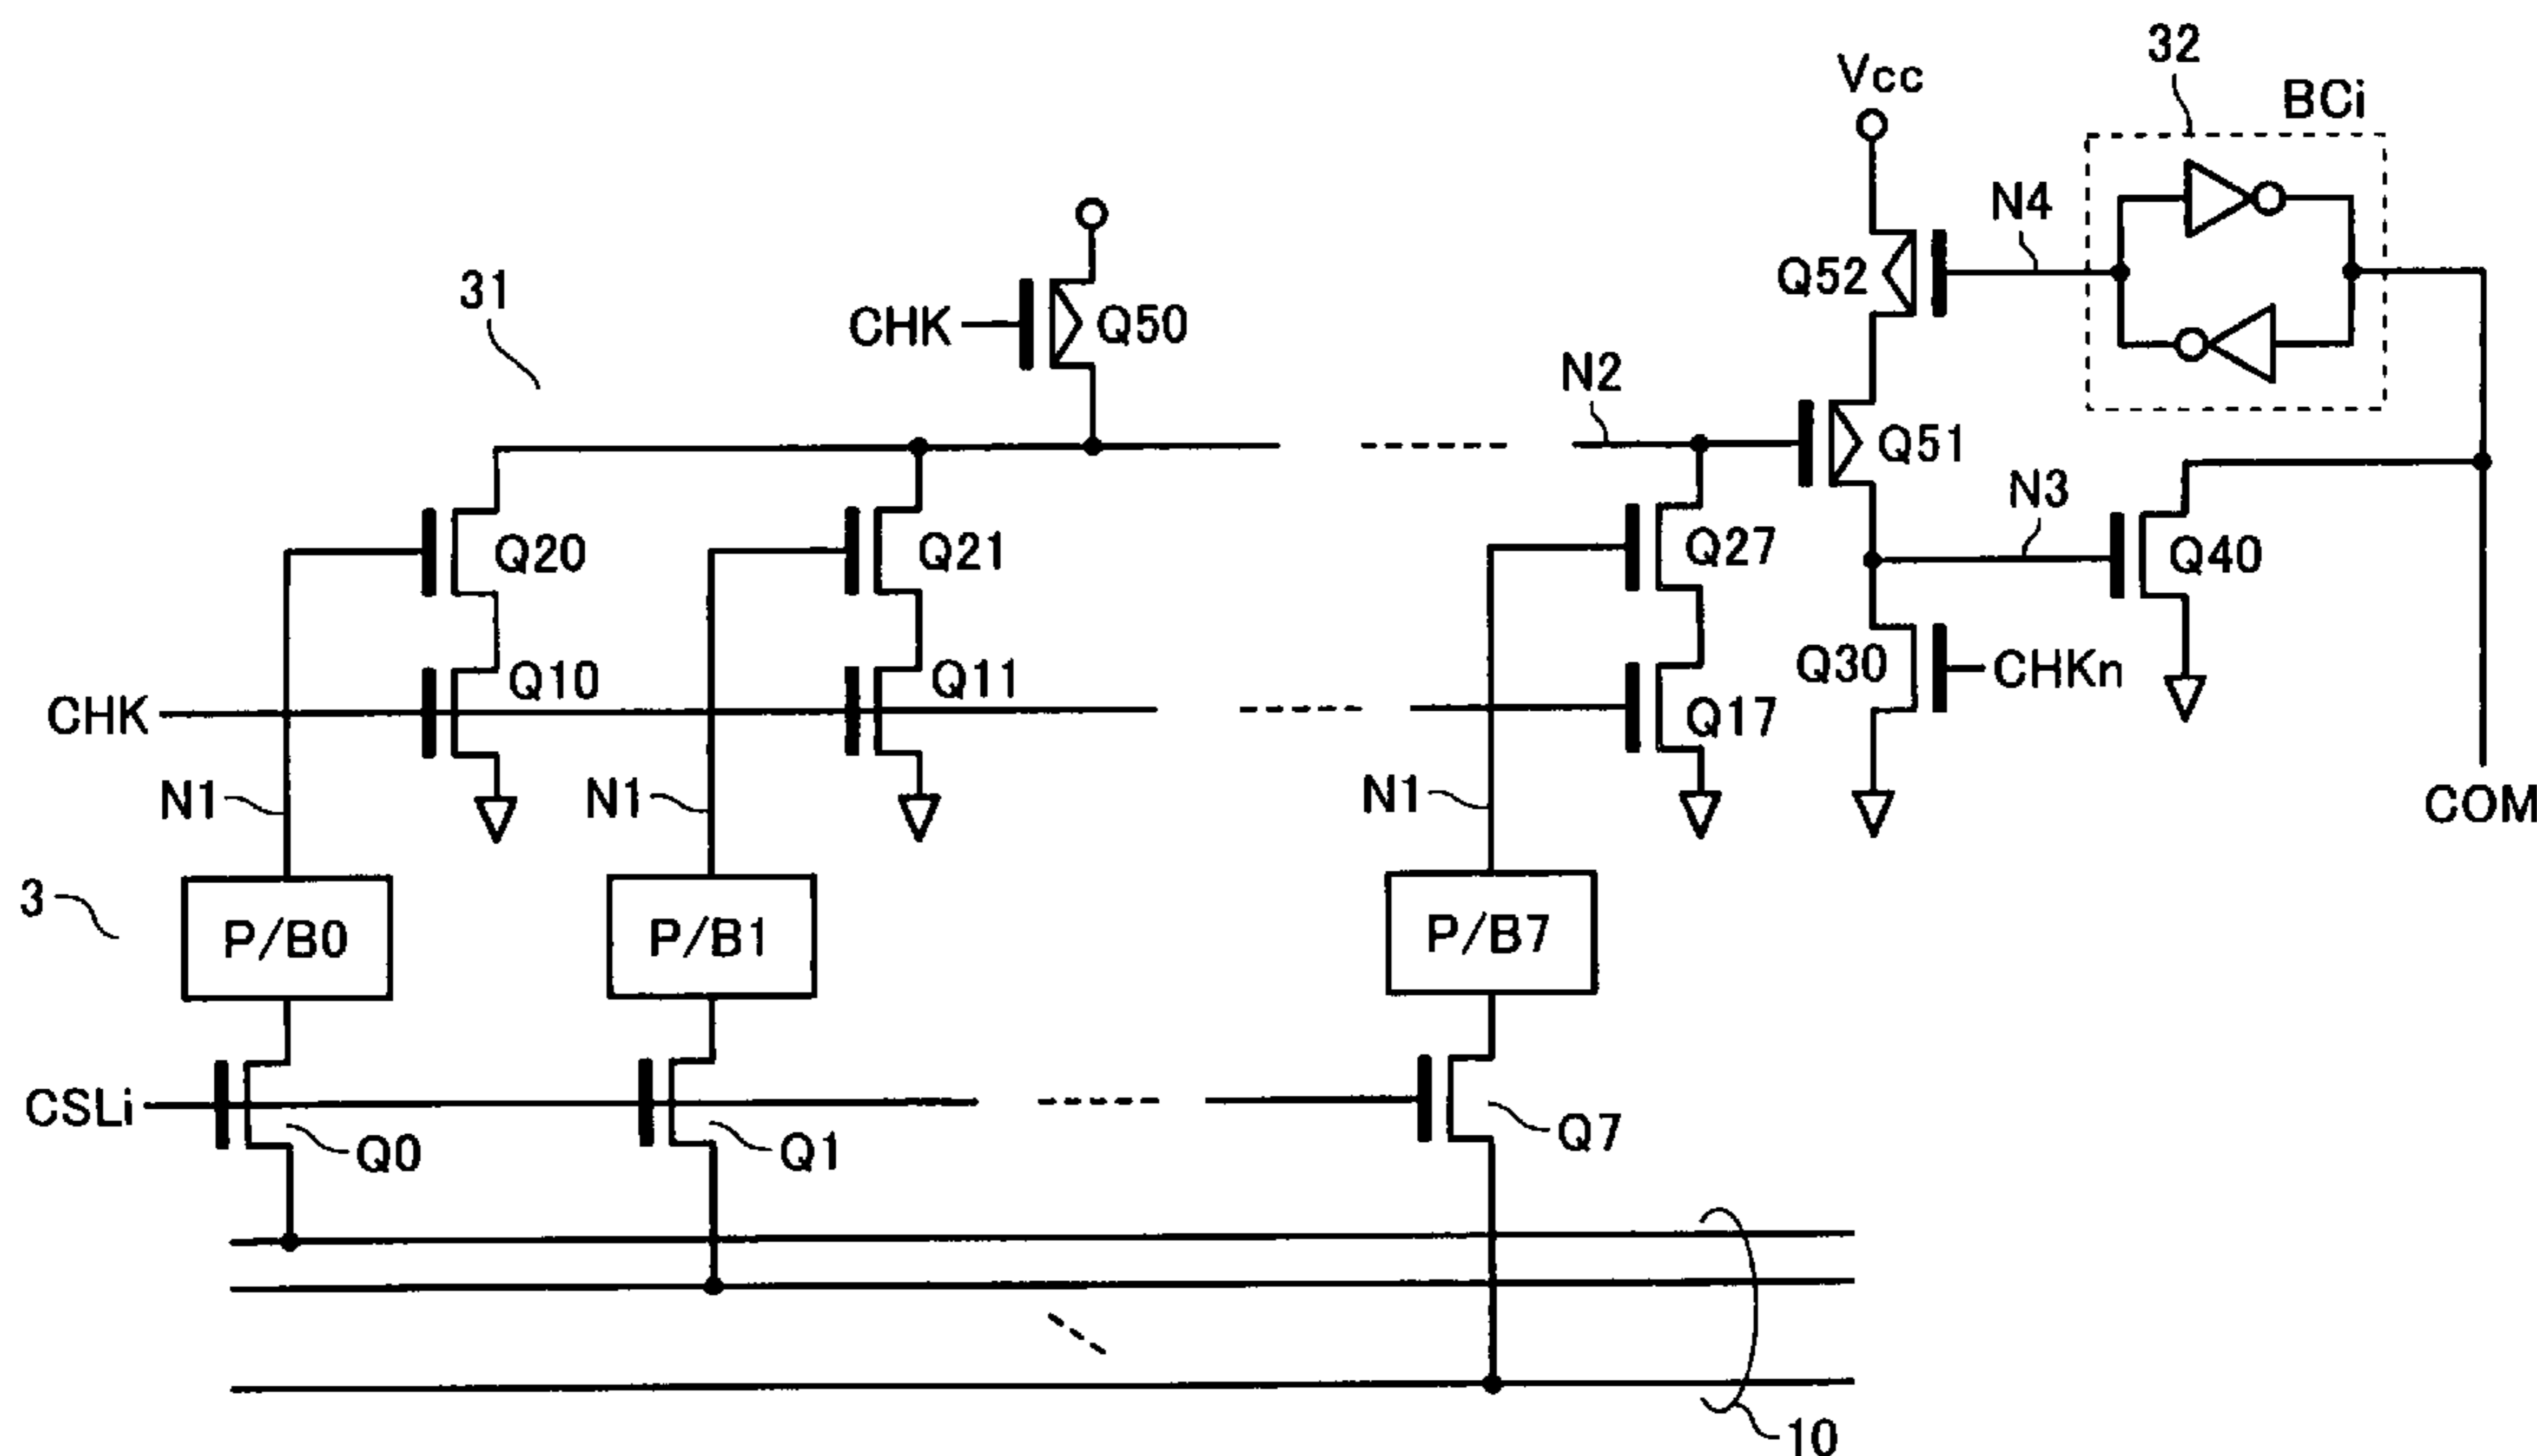 32
Vcc
BCi
N4
31
Q52
CHK
Q50
N2
Q51
N3
Q20
Q21
Q27
Q40
Q30
CHKn
Q10
Q11
Q17
CHK
N1
N1
N1
COM
3
P/B0
P/B1
P/B7
CSLi
Q0
Q1
Q7
10